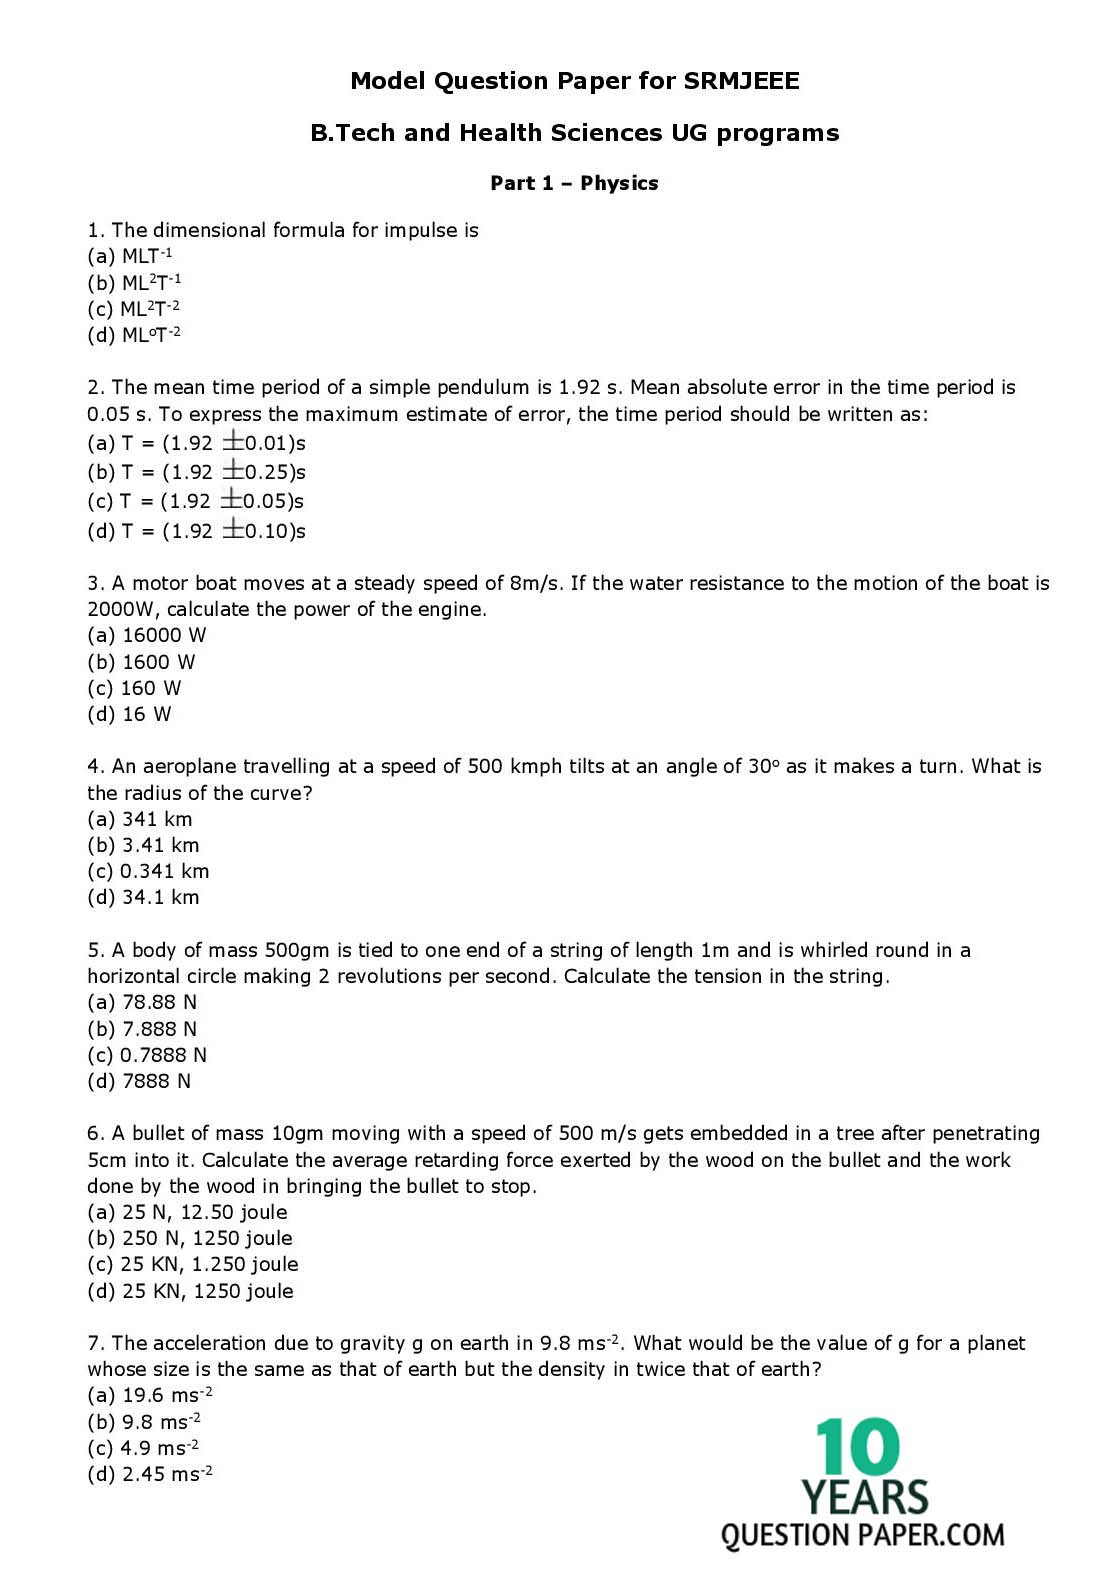 Model Question Paper for SRMJEEE
B.Tech and Health Sciences UG programs
Part 1 – Physics
1. The dimensional formula for impulse is
(a) MLT⁻¹
(b) ML²T⁻¹
(c) ML²T⁻²
(d) MLᵒT⁻²
2. The mean time period of a simple pendulum is 1.92 s. Mean absolute error in the time period is
0.05 s. To express the maximum estimate of error, the time period should be written as:
(a) T = (1.92 ±0.01)s
(b) T = (1.92 ±0.25)s
(c) T = (1.92 ±0.05)s
(d) T = (1.92 ±0.10)s
3. A motor boat moves at a steady speed of 8m/s. If the water resistance to the motion of the boat is
2000W, calculate the power of the engine.
(a) 16000 W
(b) 1600 W
(c) 160 W
(d) 16 W
4. An aeroplane travelling at a speed of 500 kmph tilts at an angle of 30ᵒ as it makes a turn. What is
the radius of the curve?
(a) 341 km
(b) 3.41 km
(c) 0.341 km
(d) 34.1 km
5. A body of mass 500gm is tied to one end of a string of length 1m and is whirled round in a
horizontal circle making 2 revolutions per second. Calculate the tension in the string.
(a) 78.88 N
(b) 7.888 N
(c) 0.7888 N
(d) 7888 N
6. A bullet of mass 10gm moving with a speed of 500 m/s gets embedded in a tree after penetrating
5cm into it. Calculate the average retarding force exerted by the wood on the bullet and the work
done by the wood in bringing the bullet to stop.
(a) 25 N, 12.50 joule
(b) 250 N, 1250 joule
(c) 25 KN, 1.250 joule
(d) 25 KN, 1250 joule
7. The acceleration due to gravity g on earth in 9.8 ms⁻². What would be the value of g for a planet
whose size is the same as that of earth but the density in twice that of earth?
(a) 19.6 ms⁻²
(b) 9.8 ms⁻²
(c) 4.9 ms⁻²
(d) 2.45 ms⁻²
10
YEARS
QUESTION PAPER.COM